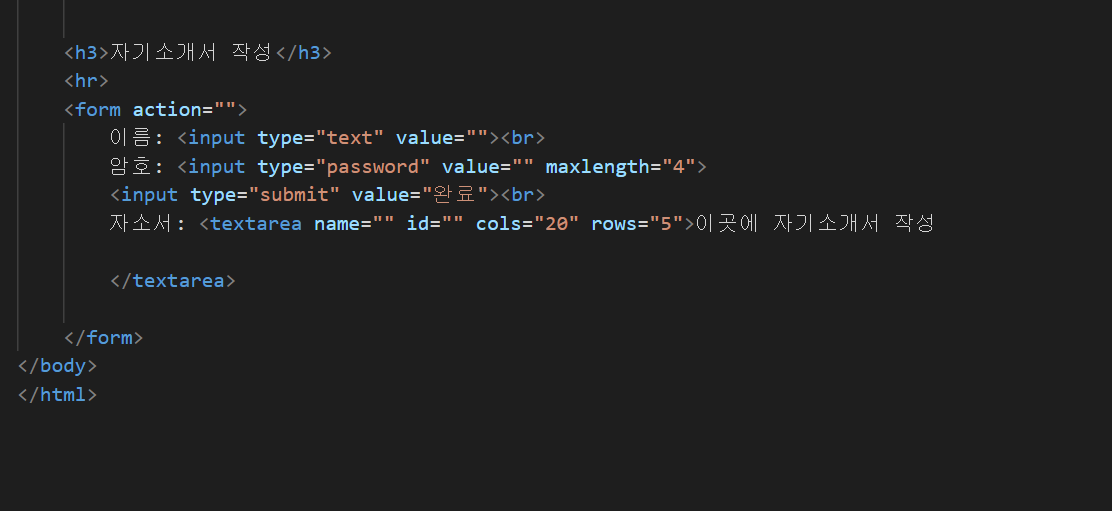 <h3>자기소개서 작성</h3>
<hr>
<form action="">
이름: <input type="text" value=""><br>
암호: <input type="password" value="" maxlength="4">
<input type="submit" value="완료"><br>
자소서: <textarea name="" id="" cols="20" rows="5">이곳에 자기소개서 작성
</textarea>
</form>
</body>
</html>